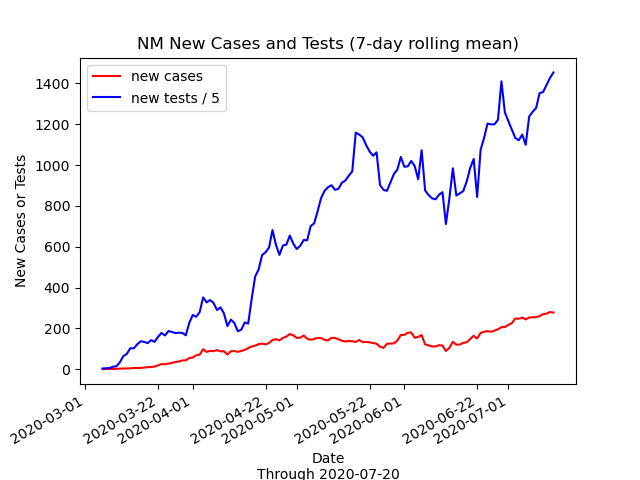 NM New Cases and Tests (7-day rolling mean)
new cases
new tests / 5
New Cases or Tests
1400
1200
1000
800
600
400
200
0
2020-03-01
2020-03-22
2020-04-01
2020-04-22
2020-05-01
2020-05-22
2020-06-01
2020-06-22
2020-07-01
Date
Through 2020-07-20